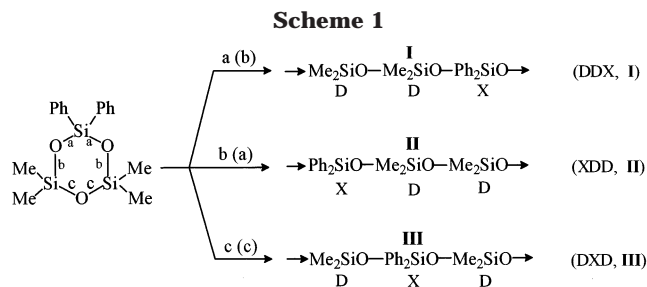 Scheme 1
a (b)
I
Me₂SiO—Me₂SiO—Ph₂SiO
(DDX, I)
D D X
Ph Ph
Si
a a
O O
b b
Me Me
Si Si
c c
Me O Me
b (a)
II
Ph₂SiO—Me₂SiO—Me₂SiO
(XDD, II)
X D D
c (c)
III
Me₂SiO—Ph₂SiO—Me₂SiO
(DXD, III)
D X D